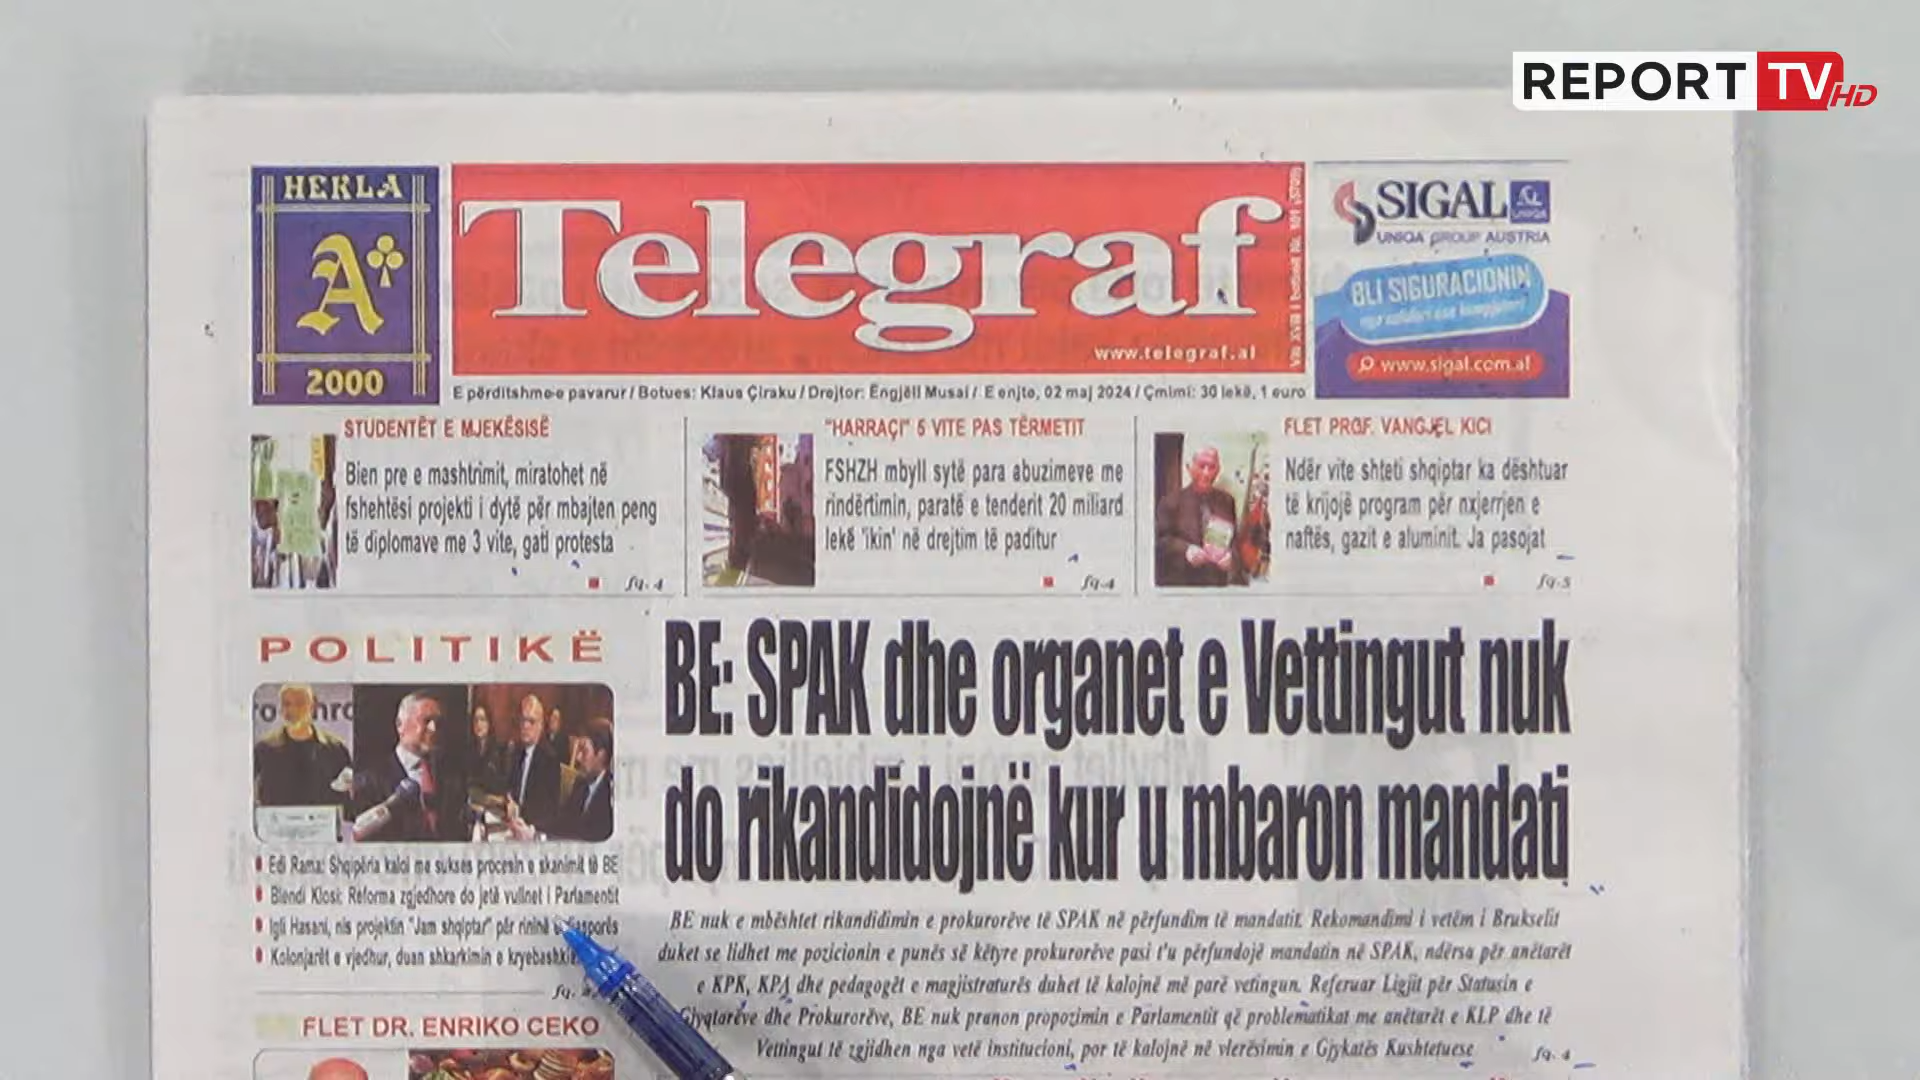 REPORT TV HD
HEKLA
A
2000
Telegraf
www.telegraf.al
SIGAL
UNIQA
UNIQA GROUP AUSTRIA
BLI SIGURACIONIN
www.sigal.com.al
E përditshme e pavarur / Botues: Klaus Çiraku / Drejtor: Engjëll Musai / E enjte, 02 maj 2024 / Çmimi: 30 lekë, 1 euro
STUDENTËT E MJEKËSISË
Bien pre e mashtrimit, miratohet në
fshehtësi projekti i dytë për mbajten peng
të diplomave me 3 vite, gati protesta
fq. 4
"HARRAÇI" 5 VITE PAS TËRMETIT
FSHZH mbyll sytë para abuzimeve me
rindërtimin, paratë e tenderit 20 miliard
lekë 'ikin' në drejtim të paditur
fq. 4
FLET PROF. VANGJEL KICI
Ndër vite shteti shqiptar ka dështuar
të krijojë program për nxjerrjen e
naftës, gazit e aluminit. Ja pasojat
fq. 5
POLITIKË
Edi Rama: Shqipëria kaloi me sukses procesin e skanimit të BE
Blendi Klosi: Reforma zgjedhore do jetë vullnet i Parlamentit
Igli Hasani, nis projektin "Jam shqiptar" për rininë
Kolonjarët e vjedhur, duan shkarkimin e
fq.
FLET DR. ENRIKO CEKO
BE: SPAK dhe organet e Vettingut nuk
do rikandidojnë kur u mbaron mandati
BE nuk e mbështet rikandidimin e prokurorëve të SPAK në përfundim të mandatit. Rekomandimi i vetëm i Brukselit
duket se lidhet me pozicionin e punës së këtyre prokurorëve pasi t'u përfundojë mandatin në SPAK, ndërsa për anëtarët
e KPK, KPA dhe pedagogët e magjistraturës duhet të kalojnë më parë vetingun. Referuar Ligjit për Statusin e
Gjyqtarëve dhe Prokurorëve, BE nuk pranon propozimin e Parlamentit që problematikat me anëtarët e KLP dhe të
Vettingut të zgjidhen nga vetë institucioni, por të kalojnë në vlerësimin e Gjykatës Kushtetuese
fq. 4